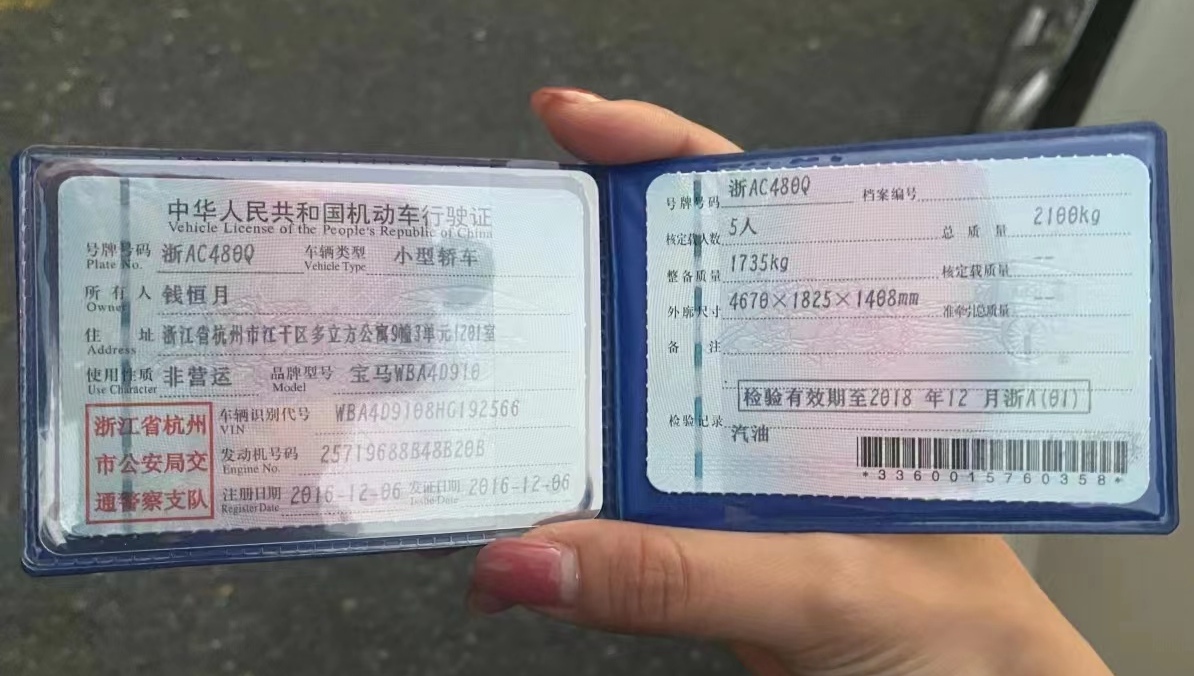 中华人民共和国机动车行驶证
Vehicle License of the People's Republic of China
号牌号码 浙AC480Q 车辆类型 小型轿车
Plate No. Vehicle Type
所有人 钱恒月
Owner
住址 浙江省杭州市江干区多立方公寓9幢3单元1201室
Address
使用性质 非营运 品牌型号 宝马WBA4D910
Use Character Model
浙江省杭州
市公安局交
通警察支队
车辆识别代号 WBA4D9108HG192566
VIN
发动机号码 25719688B48B20B
Engine No.
注册日期 2016-12-06 发证日期 2016-12-06
Register Date Issue Date
号牌号码 浙AC480Q 档案编号
核定载人数 5人 总质量 2100kg
整备质量 1735kg 核定载质量 --
外廓尺寸 4670×1825×1408mm 准牵引总质量 --
备注
检验有效期至2018 年12 月浙A(01)
检验记录
汽油
*3360015760358*